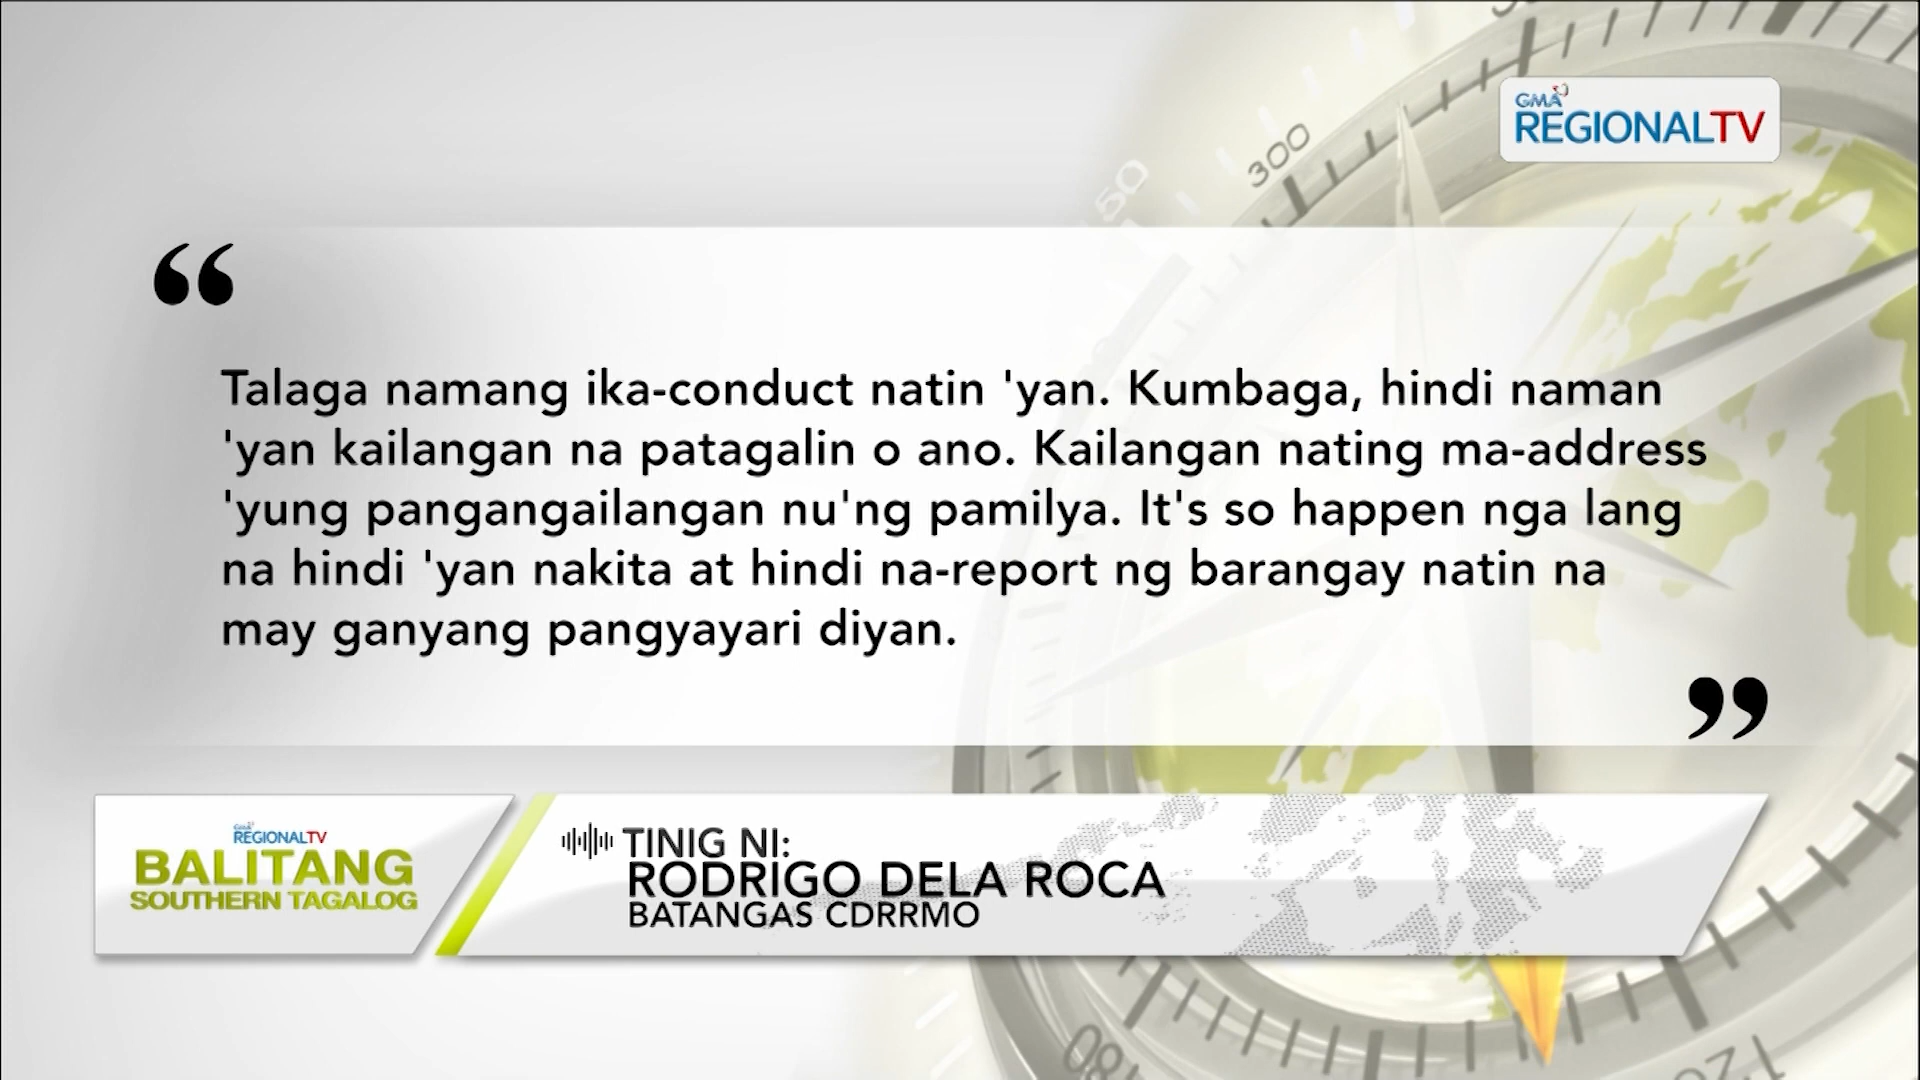 GMA
REGIONALTV
300
“
Talaga namang ika-conduct natin 'yan. Kumbaga, hindi naman
'yan kailangan na patagalin o ano. Kailangan nating ma-address
'yung pangangailangan nu'ng pamilya. It's so happen nga lang
na hindi 'yan nakita at hindi na-report ng barangay natin na
may ganyang pangyayari diyan.
”
GMA
REGIONALTV
BALITANG
SOUTHERN TAGALOG
TINIG NI:
RODRIGO DELA ROCA
BATANGAS CDRRMO
120